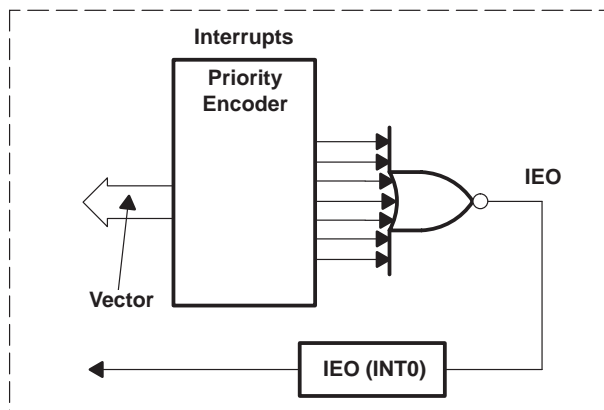 Interrupts
Priority
Encoder
IEO
Vector
IEO (INT0)